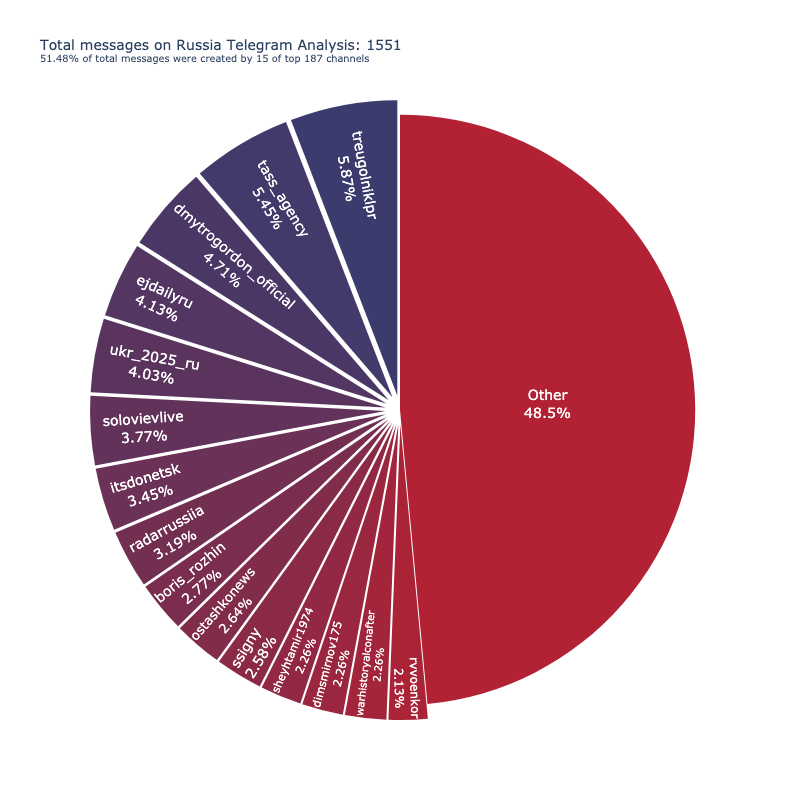 Total messages on Russia Telegram Analysis: 1551
51.48% of total messages were created by 15 of top 187 channels
treugolniklpr
5.87%
tass_agency
5.45%
dmytrogordon_official
4.71%
ejdailyru
4.13%
ukr_2025_ru
4.03%
solovievlive
3.77%
itsdonetsk
3.45%
radarrussiia
3.19%
boris_rozhin
2.77%
ostashkonews
2.64%
ssigny
2.58%
sheyhtamir1974
2.26%
dimsmirnov175
2.26%
warhistoryalconafter
2.26%
rvvoenkor
2.13%
Other
48.5%